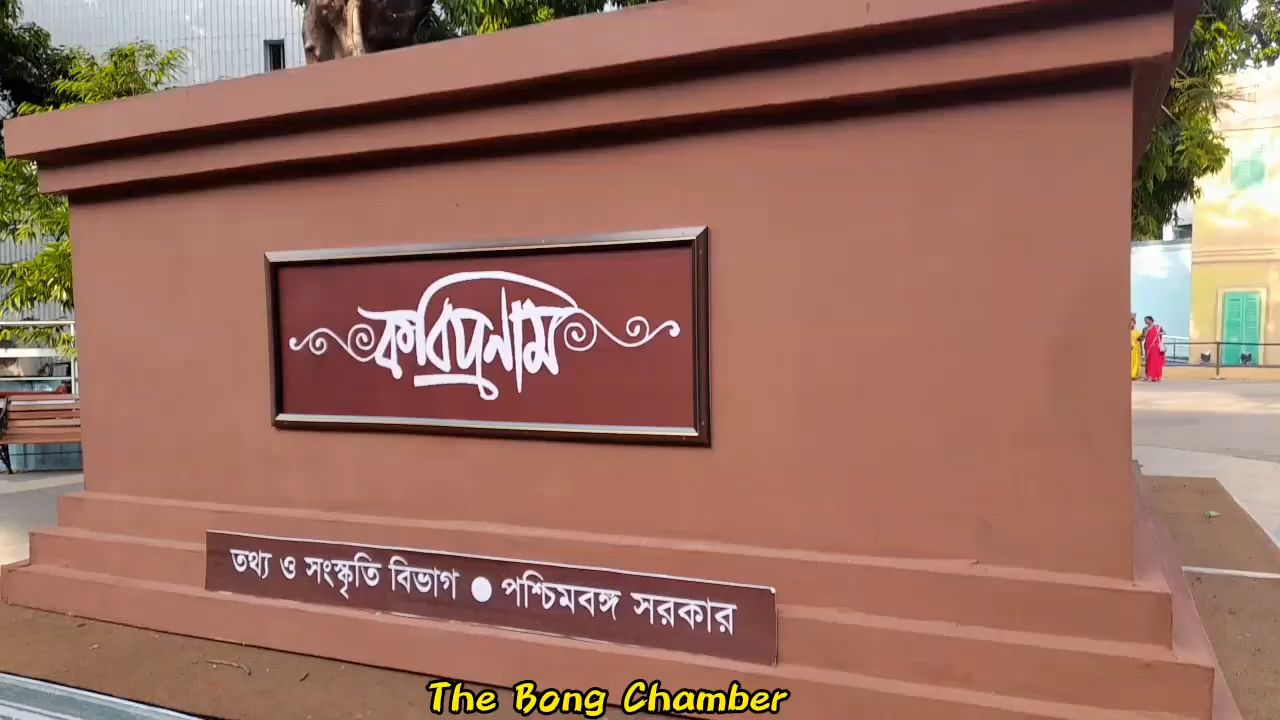 কবিপ্রনাম
তথ্য ও সংস্কৃতি বিভাগ ● পশ্চিমবঙ্গ সরকার
The Bong Chamber